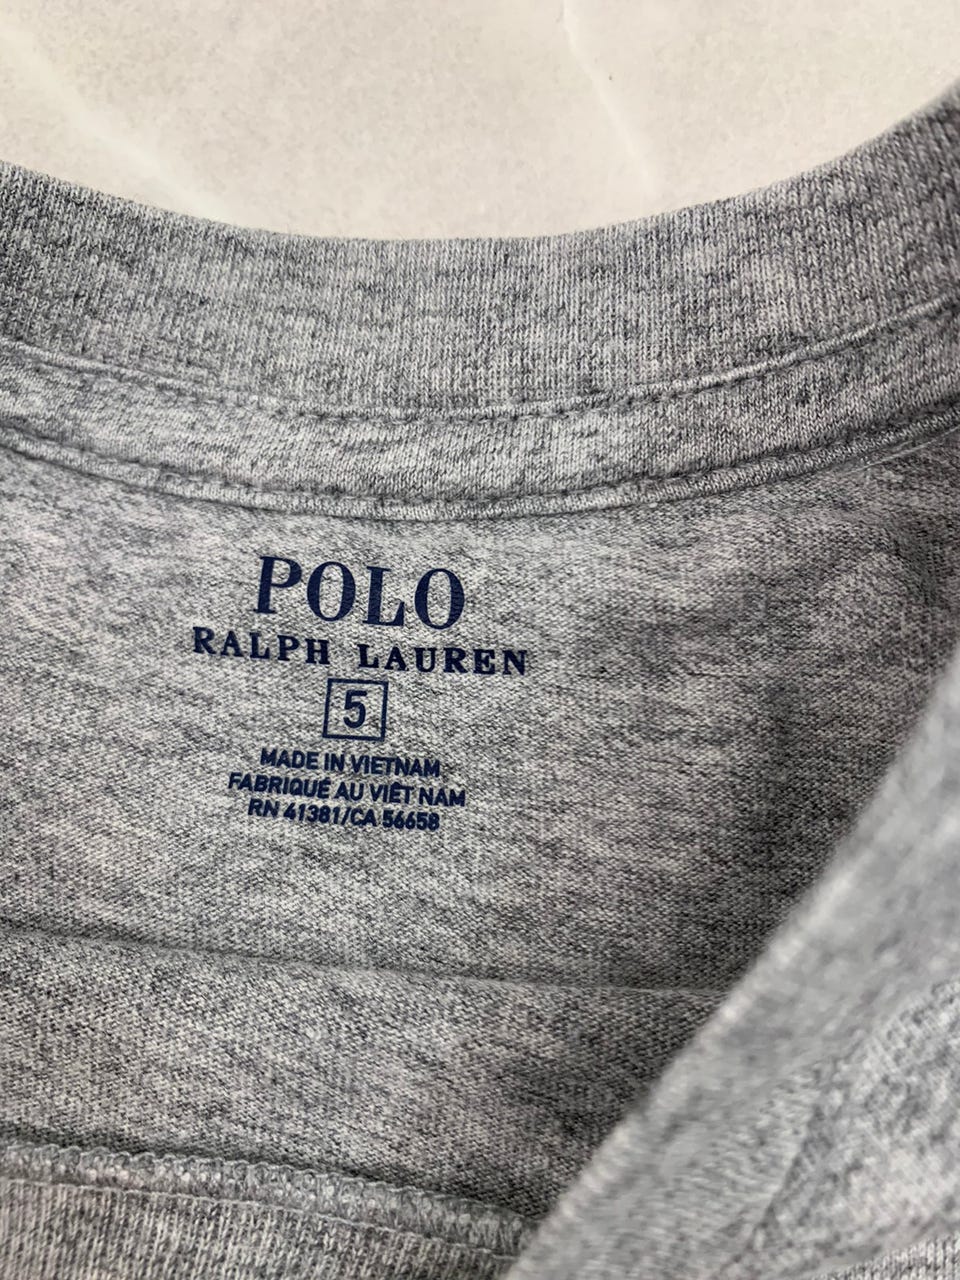 POLO
RALPH LAUREN
5
MADE IN VIETNAM
FABRIQUÉ AU VIÊT NAM
RN 41381/CA 56658